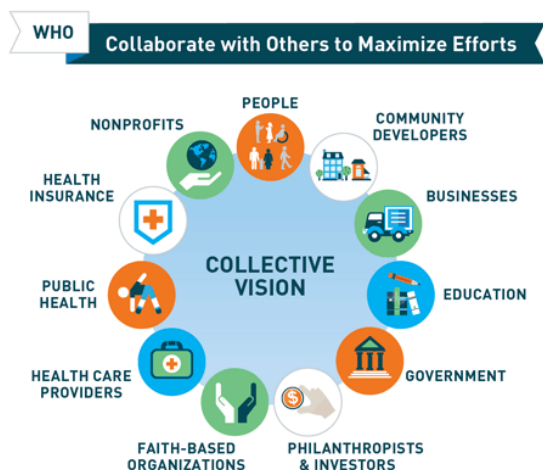 WHO
Collaborate with Others to Maximize Efforts
PEOPLE
COMMUNITY
DEVELOPERS
BUSINESSES
EDUCATION
GOVERNMENT
PHILANTHROPISTS
& INVESTORS
FAITH-BASED
ORGANIZATIONS
HEALTH CARE
PROVIDERS
PUBLIC
HEALTH
HEALTH
INSURANCE
NONPROFITS
COLLECTIVE
VISION
$